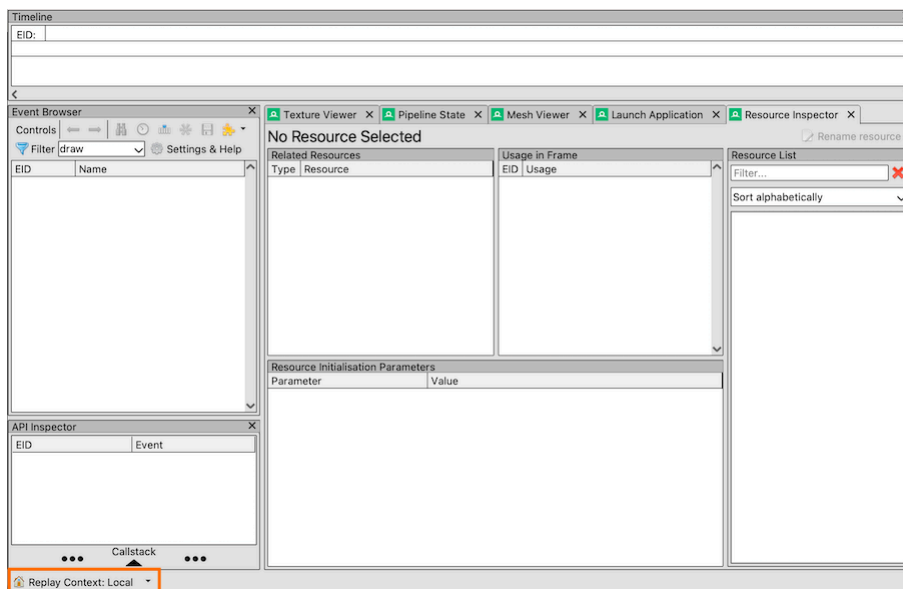 Timeline
EID:
Event Browser
Controls
Filter draw Settings & Help
EID Name
API Inspector
EID Event
Callstack
Replay Context: Local
Texture Viewer Pipeline State Mesh Viewer Launch Application Resource Inspector
No Resource Selected Rename resource
Related Resources Usage in Frame Resource List
Type Resource EID Usage Filter...
Sort alphabetically
Resource Initialisation Parameters
Parameter Value